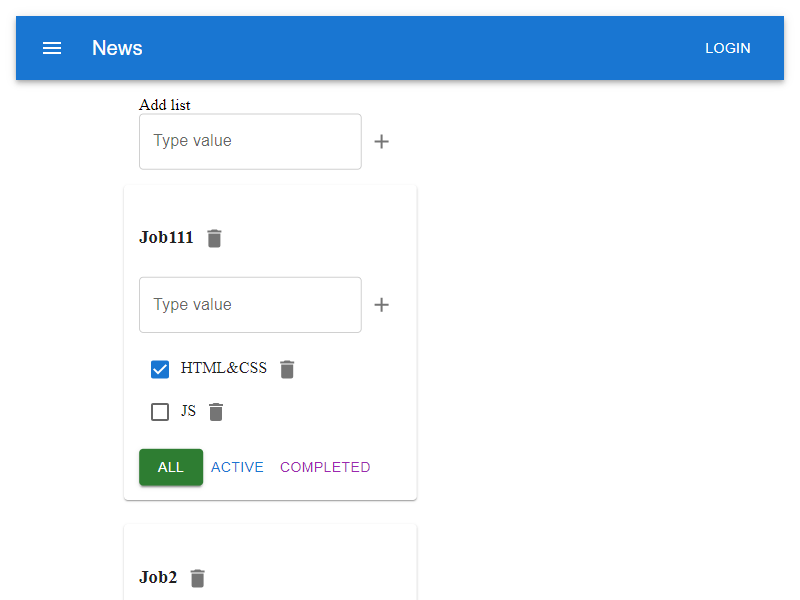 News
LOGIN
Add list
Type value
Job111
Type value
HTML&CSS
JS
ALL ACTIVE COMPLETED
Job2